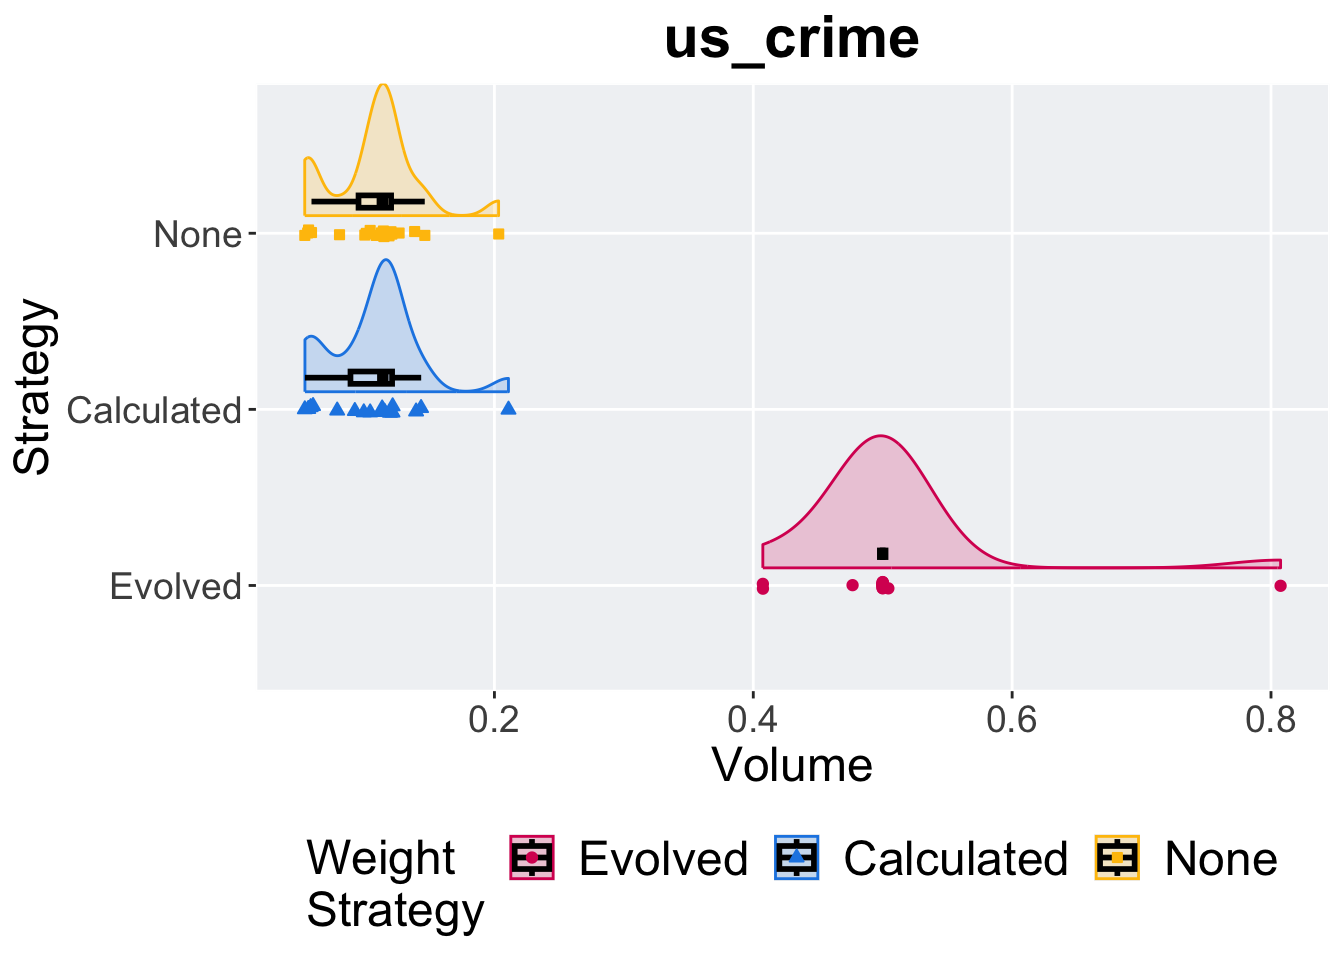 us_crime
Strategy
None
Calculated
Evolved
0.2 0.4 0.6 0.8
Volume
Weight
Strategy
Evolved Calculated None